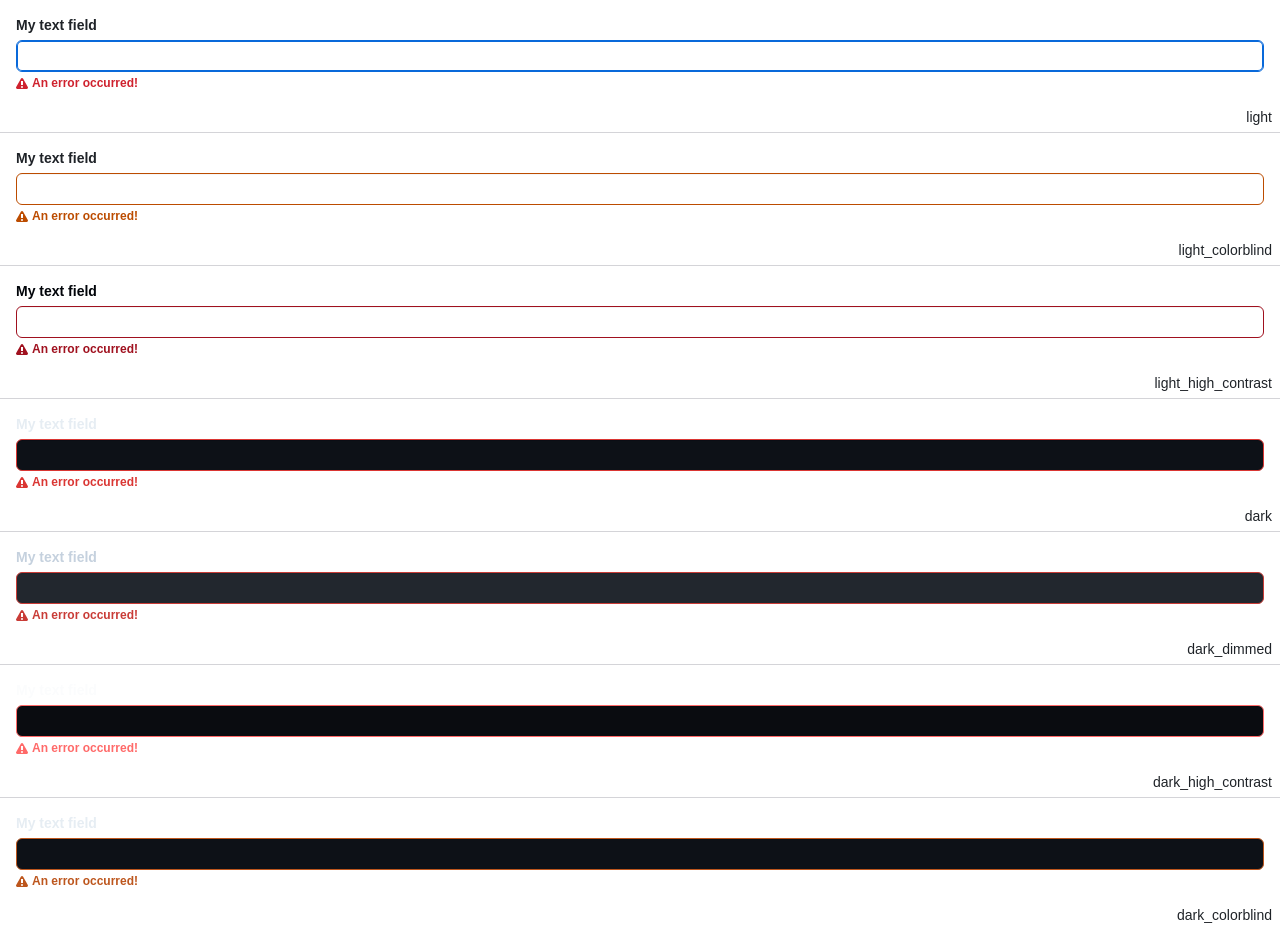 My text field
An error occurred!
light
My text field
An error occurred!
light_colorblind
My text field
An error occurred!
light_high_contrast
My text field
An error occurred!
dark
My text field
An error occurred!
dark_dimmed
My text field
An error occurred!
dark_high_contrast
My text field
An error occurred!
dark_colorblind